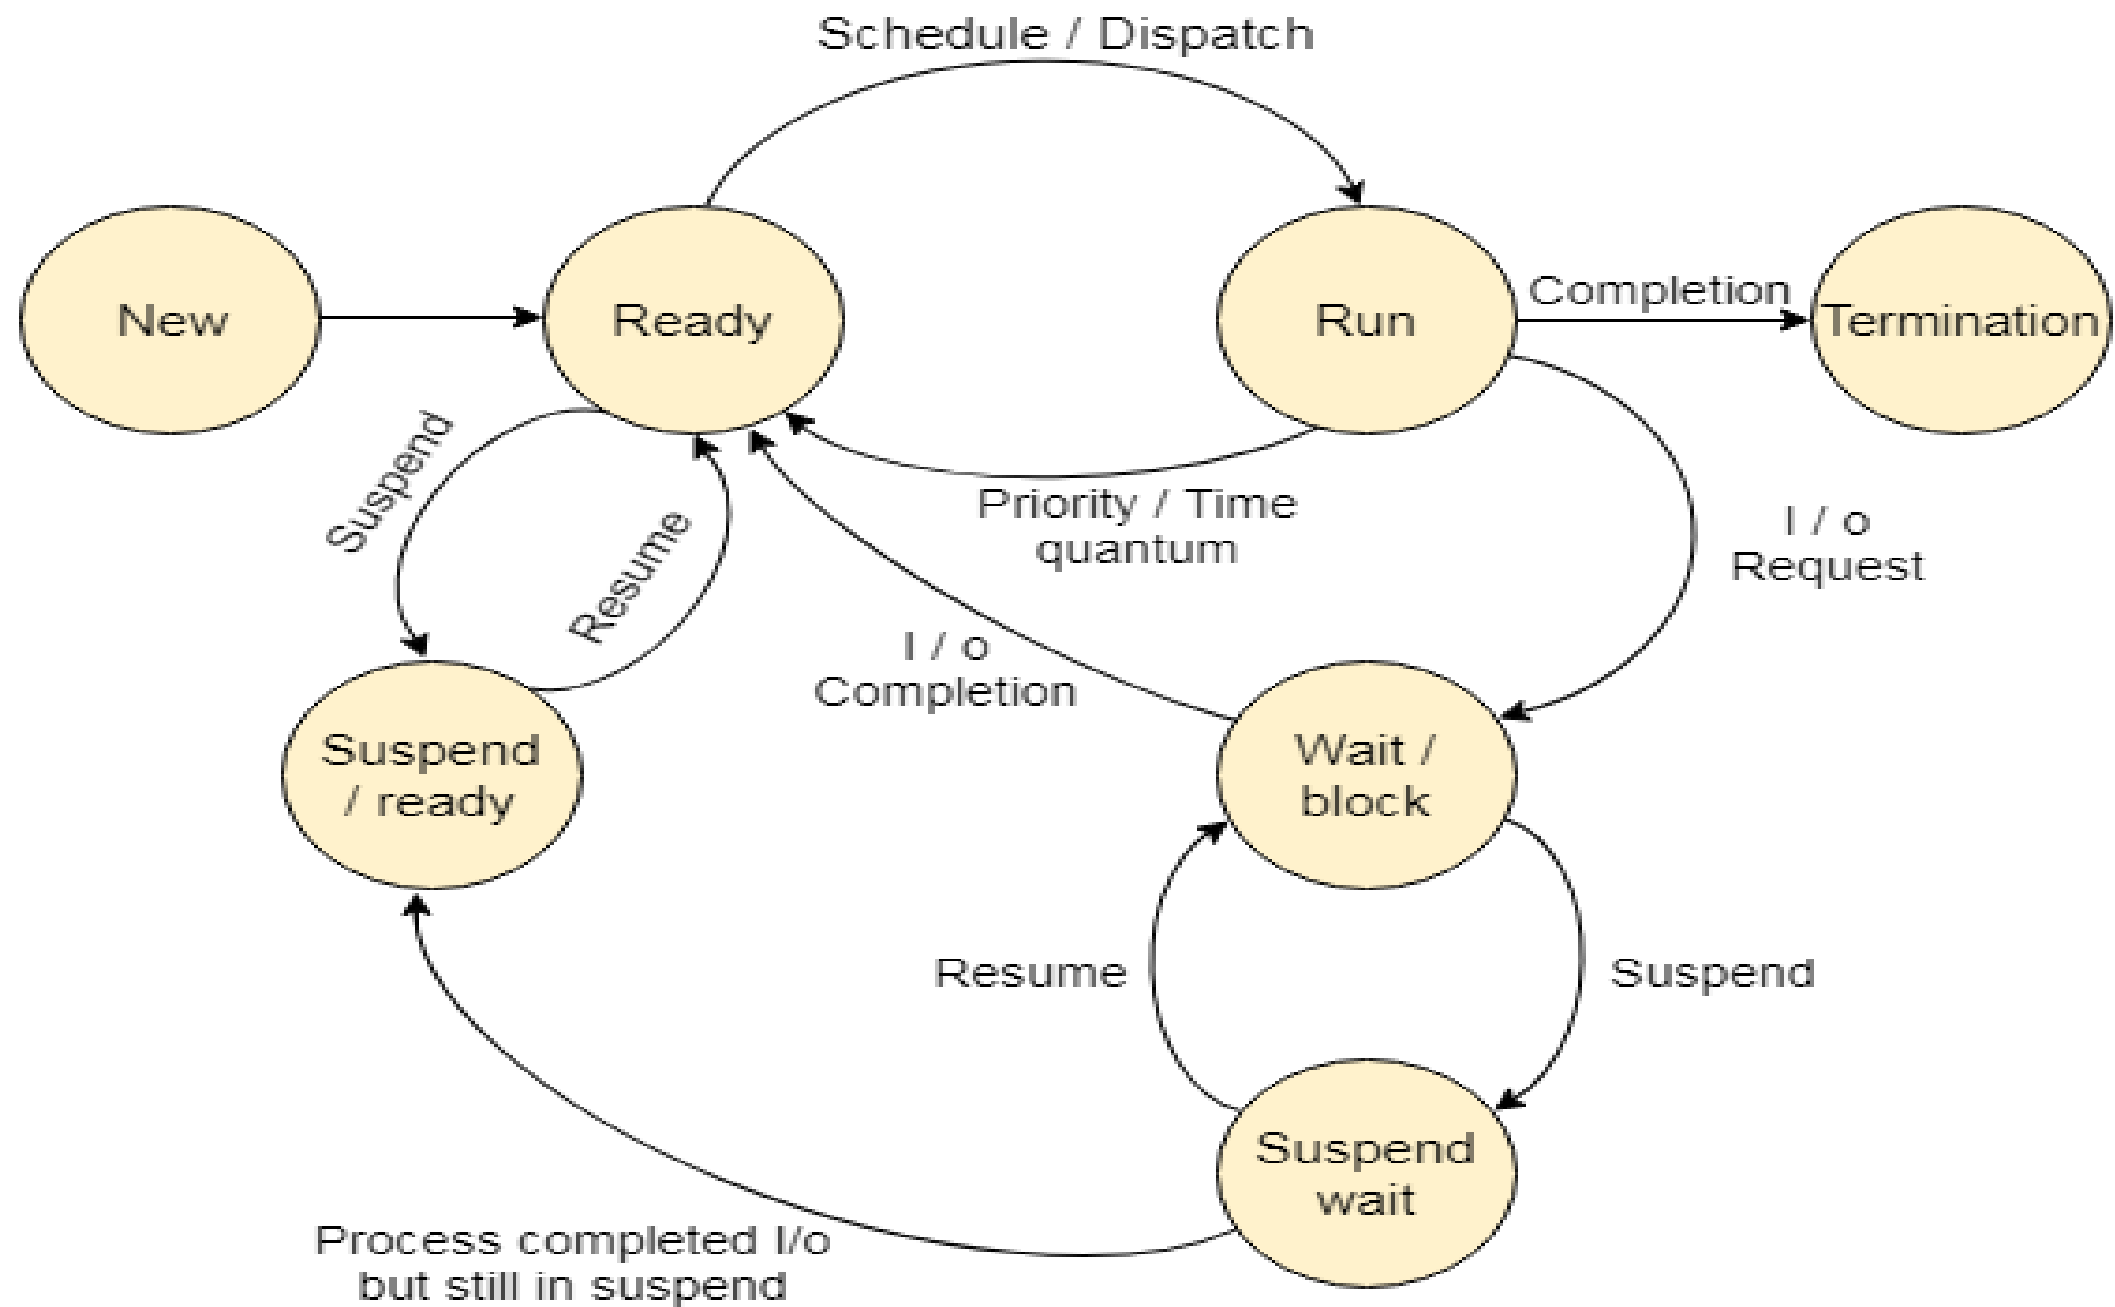 Schedule / Dispatch
New
Ready
Run
Completion
Termination
Suspend
Resume
Priority / Time
quantum
I / o
Request
I / o
Completion
Suspend
/ ready
Wait /
block
Resume
Suspend
Suspend
wait
Process completed I/o
but still in suspend